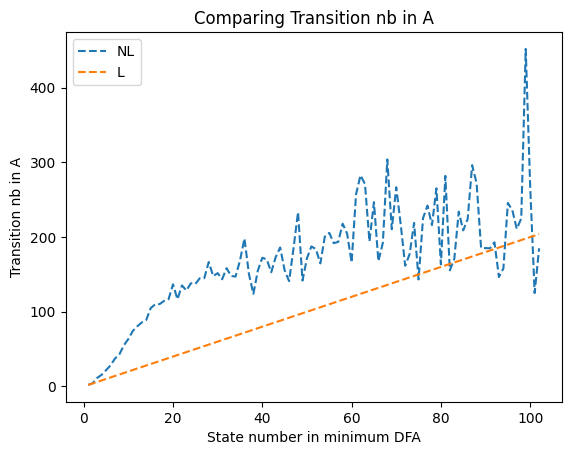 Comparing Transition nb in A
NL
L
Transition nb in A
400
300
200
100
0
0 20 40 60 80 100
State number in minimum DFA